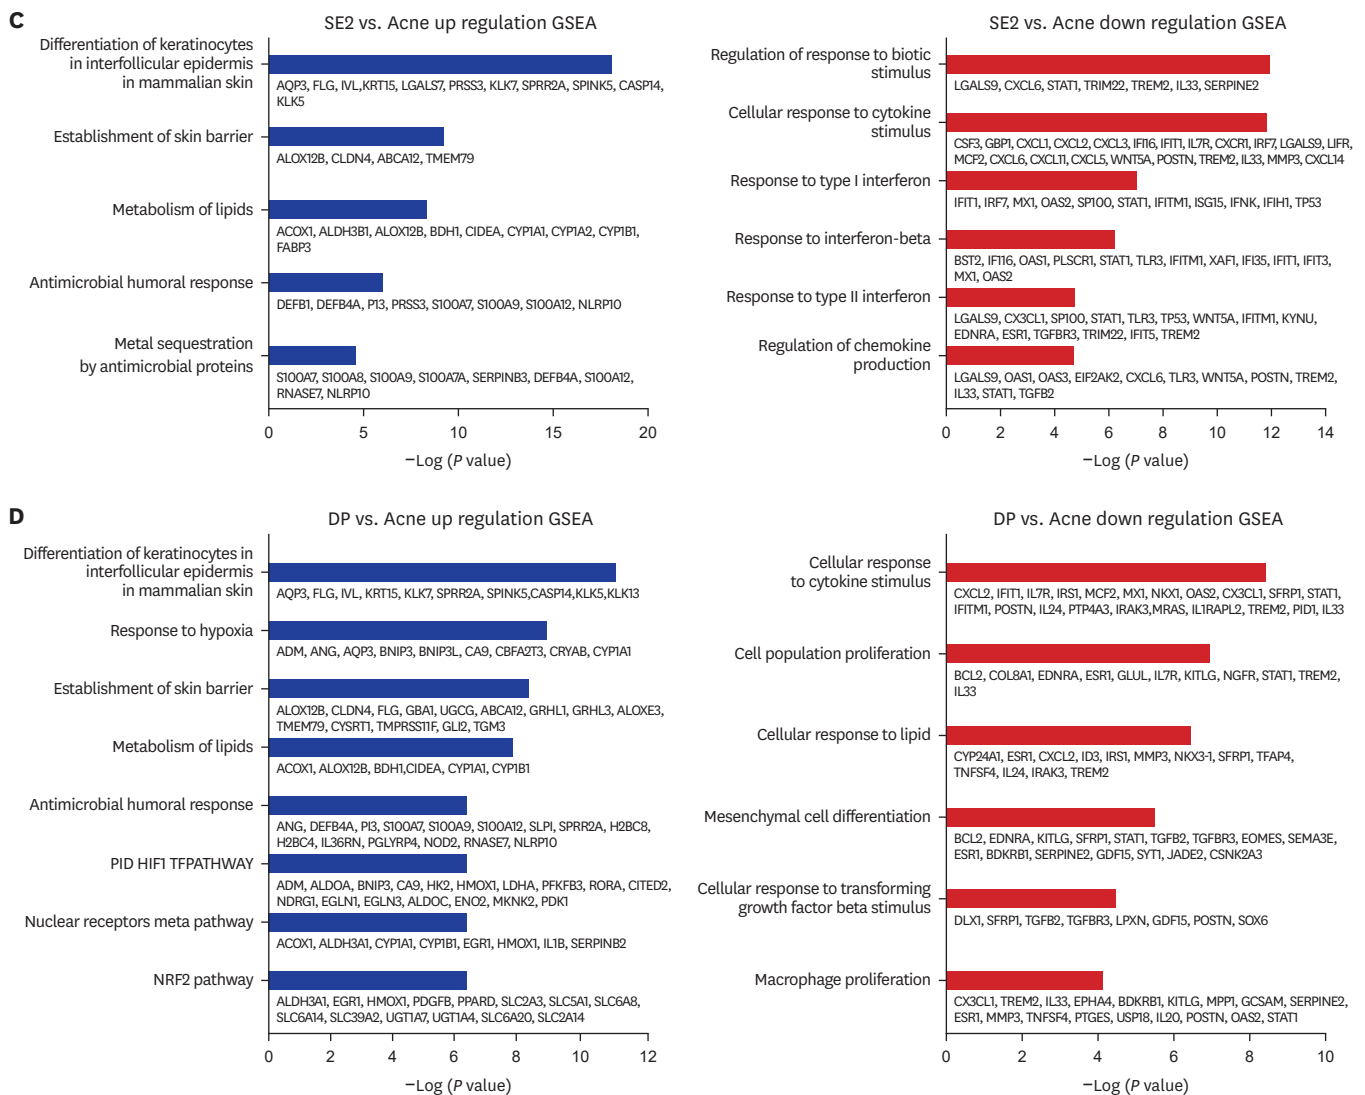 C
SE2 vs. Acne up regulation GSEA
Differentiation of keratinocytes
in interfollicular epidermis
in mammalian skin
AQP3, FLG, IVL,KRT15, LGALS7, PRSS3, KLK7, SPRR2A, SPINK5, CASP14,
KLK5
Establishment of skin barrier
ALOX12B, CLDN4, ABCA12, TMEM79
Metabolism of lipids
ACOX1, ALDH3B1, ALOX12B, BDH1, CIDEA, CYP1A1, CYP1A2, CYP1B1,
FABP3
Antimicrobial humoral response
DEFB1, DEFB4A, P13, PRSS3, S100A7, S100A9, S100A12, NLRP10
Metal sequestration
by antimicrobial proteins
S100A7, S100A8, S100A9, S100A7A, SERPINB3, DEFB4A, S100A12,
RNASE7, NLRP10
0 5 10 15 20
−Log (P value)
SE2 vs. Acne down regulation GSEA
Regulation of response to biotic
stimulus
LGALS9, CXCL6, STAT1, TRIM22, TREM2, IL33, SERPINE2
Cellular response to cytokine
stimulus
CSF3, GBP1, CXCL1, CXCL2, CXCL3, IFI16, IFIT1, IL7R, CXCR1, IRF7, LGALS9, LIFR,
MCF2, CXCL6, CXCL11, CXCL5, WNT5A, POSTN, TREM2, IL33, MMP3, CXCL14
Response to type I interferon
IFIT1, IRF7, MX1, OAS2, SP100, STAT1, IFITM1, ISG15, IFNK, IFIH1, TP53
Response to interferon-beta
BST2, IF116, OAS1, PLSCR1, STAT1, TLR3, IFITM1, XAF1, IFI35, IFIT1, IFIT3,
MX1, OAS2
Response to type II interferon
LGALS9, CX3CL1, SP100, STAT1, TLR3, TP53, WNT5A, IFITM1, KYNU,
EDNRA, ESR1, TGFBR3, TRIM22, IFIT5, TREM2
Regulation of chemokine
production
LGALS9, OAS1, OAS3, EIF2AK2, CXCL6, TLR3, WNT5A, POSTN, TREM2,
IL33, STAT1, TGFB2
0 2 4 6 8 10 12 14
−Log (P value)
D
DP vs. Acne up regulation GSEA
Differentiation of keratinocytes in
interfollicular epidermis
in mammalian skin
AQP3, FLG, IVL, KRT15, KLK7, SPRR2A, SPINK5,CASP14,KLK5,KLK13
Response to hypoxia
ADM, ANG, AQP3, BNIP3, BNIP3L, CA9, CBFA2T3, CRYAB, CYP1A1
Establishment of skin barrier
ALOX12B, CLDN4, FLG, GBA1, UGCG, ABCA12, GRHL1, GRHL3, ALOXE3,
TMEM79, CYSRT1, TMPRSS11F, GLI2, TGM3
Metabolism of lipids
ACOX1, ALOX12B, BDH1,CIDEA, CYP1A1, CYP1B1
Antimicrobial humoral response
ANG, DEFB4A, PI3, S100A7, S100A9, S100A12, SLPI, SPRR2A, H2BC8,
H2BC4, IL36RN, PGLYRP4, NOD2, RNASE7, NLRP10
PID HIF1 TFPATHWAY
ADM, ALDOA, BNIP3, CA9, HK2, HMOX1, LDHA, PFKFB3, RORA, CITED2,
NDRG1, EGLN1, EGLN3, ALDOC, ENO2, MKNK2, PDK1
Nuclear receptors meta pathway
ACOX1, ALDH3A1, CYP1A1, CYP1B1, EGR1, HMOX1, IL1B, SERPINB2
NRF2 pathway
ALDH3A1, EGR1, HMOX1, PDGFB, PPARD, SLC2A3, SLC5A1, SLC6A8,
SLC6A14, SLC39A2, UGT1A7, UGT1A4, SLC6A20, SLC2A14
0 2 4 6 8 10 12
−Log (P value)
DP vs. Acne down regulation GSEA
Cellular response
to cytokine stimulus
CXCL2, IFIT1, IL7R, IRS1, MCF2, MX1, NKX1, OAS2, CX3CL1, SFRP1, STAT1,
IFITM1, POSTN, IL24, PTP4A3, IRAK3,MRAS, IL1RAPL2, TREM2, PID1, IL33
Cell population proliferation
BCL2, COL8A1, EDNRA, ESR1, GLUL, IL7R, KITLG, NGFR, STAT1, TREM2,
IL33
Cellular response to lipid
CYP24A1, ESR1, CXCL2, ID3, IRS1, MMP3, NKX3-1, SFRP1, TFAP4,
TNFSF4, IL24, IRAK3, TREM2
Mesenchymal cell differentiation
BCL2, EDNRA, KITLG, SFRP1, STAT1, TGFB2, TGFBR3, EOMES, SEMA3E,
ESR1, BDKRB1, SERPINE2, GDF15, SYT1, JADE2, CSNK2A3
Cellular response to transforming
growth factor beta stimulus
DLX1, SFRP1, TGFB2, TGFBR3, LPXN, GDF15, POSTN, SOX6
Macrophage proliferation
CX3CL1, TREM2, IL33, EPHA4, BDKRB1, KITLG, MPP1, GCSAM, SERPINE2,
ESR1, MMP3, TNFSF4, PTGES, USP18, IL20, POSTN, OAS2, STAT1
0 2 4 6 8 10
−Log (P value)